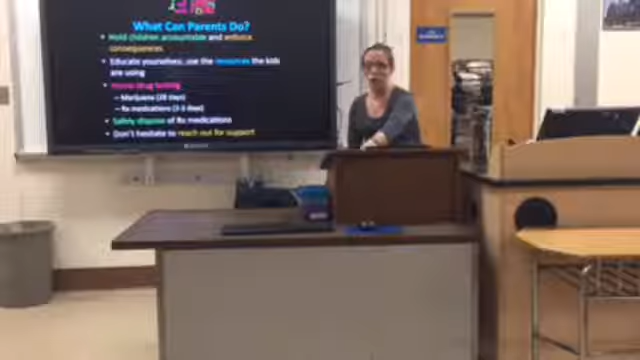 What Can Parents Do?
• Hold children accountable and enforce
consequences
• Educate yourselves; use the resources the kids
are using
• Home drug testing
– Marijuana (28 days)
– Rx medications (2-3 days)
• Safely dispose of Rx medications
• Don't hesitate to reach out for support